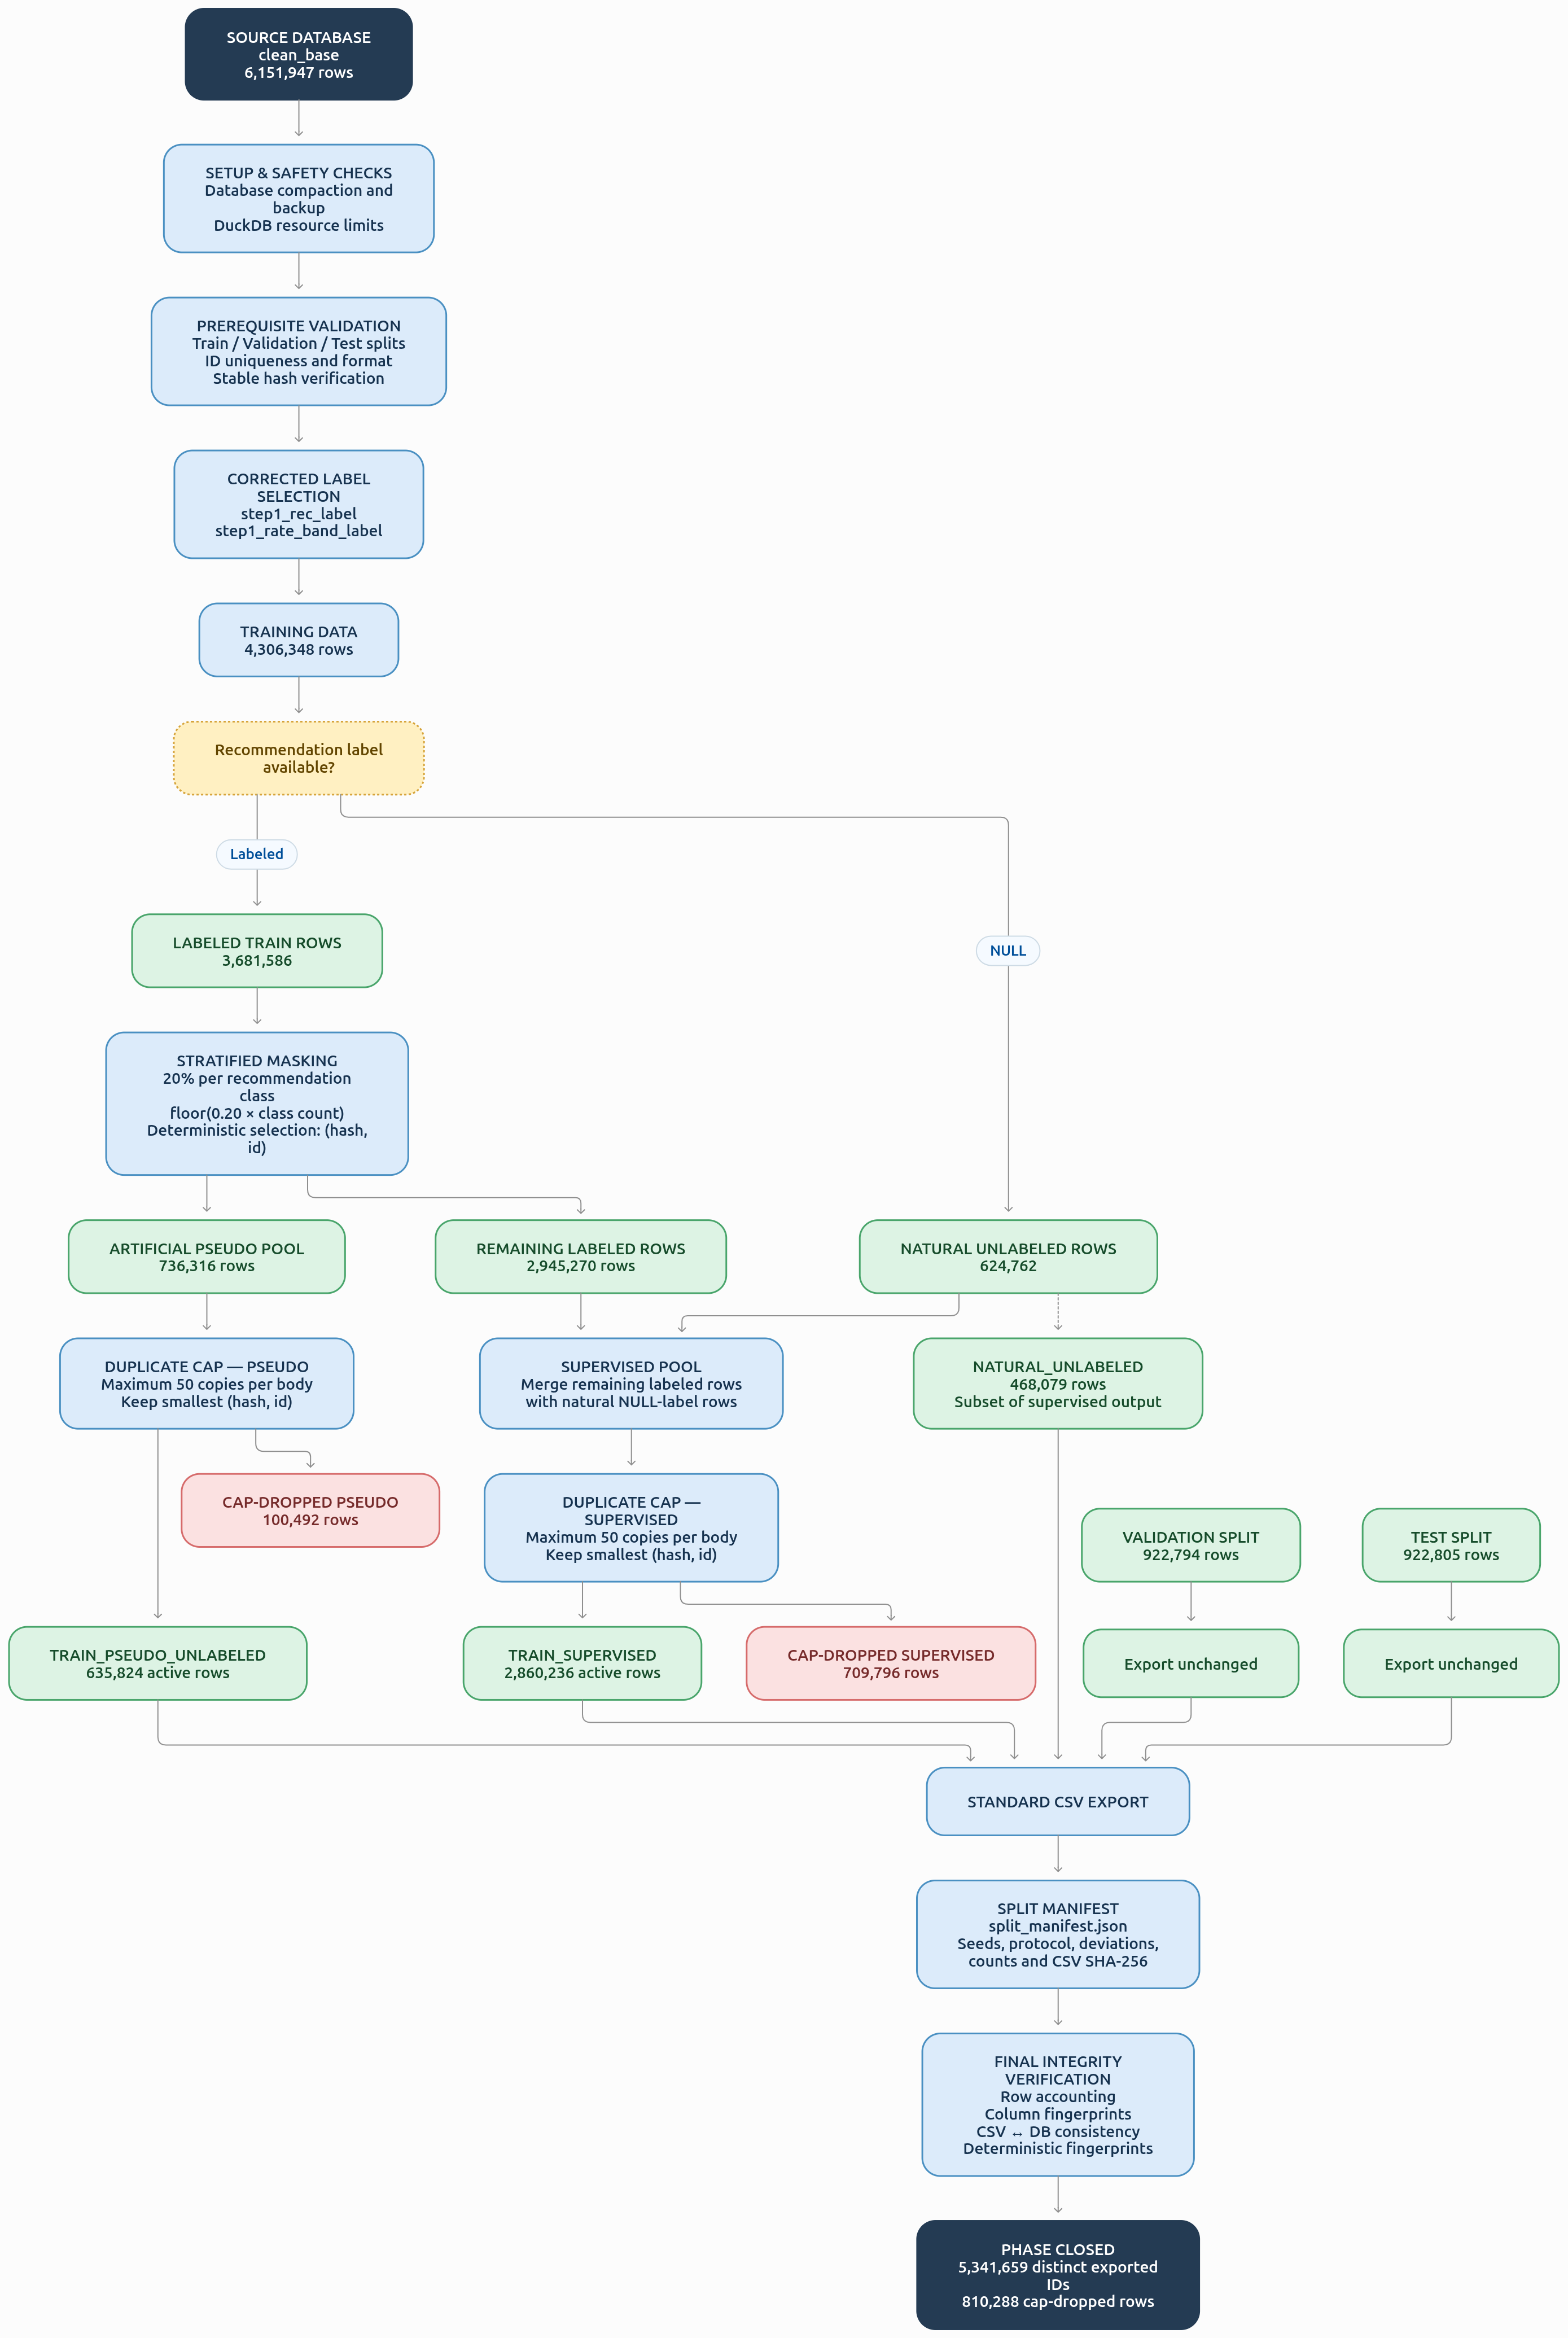 SOURCE DATABASE
clean_base
6,151,947 rows
SETUP & SAFETY CHECKS
Database compaction and
backup
DuckDB resource limits
PREREQUISITE VALIDATION
Train / Validation / Test splits
ID uniqueness and format
Stable hash verification
CORRECTED LABEL
SELECTION
step1_rec_label
step1_rate_band_label
TRAINING DATA
4,306,348 rows
Recommendation label
available?
Labeled
NULL
LABELED TRAIN ROWS
3,681,586
STRATIFIED MASKING
20% per recommendation
class
floor(0.20 × class count)
Deterministic selection: (hash,
id)
ARTIFICIAL PSEUDO POOL
736,316 rows
REMAINING LABELED ROWS
2,945,270 rows
NATURAL UNLABELED ROWS
624,762
DUPLICATE CAP — PSEUDO
Maximum 50 copies per body
Keep smallest (hash, id)
SUPERVISED POOL
Merge remaining labeled rows
with natural NULL-label rows
NATURAL_UNLABELED
468,079 rows
Subset of supervised output
CAP-DROPPED PSEUDO
100,492 rows
DUPLICATE CAP —
SUPERVISED
Maximum 50 copies per body
Keep smallest (hash, id)
VALIDATION SPLIT
922,794 rows
TEST SPLIT
922,805 rows
TRAIN_PSEUDO_UNLABELED
635,824 active rows
TRAIN_SUPERVISED
2,860,236 active rows
CAP-DROPPED SUPERVISED
709,796 rows
Export unchanged
Export unchanged
STANDARD CSV EXPORT
SPLIT MANIFEST
split_manifest.json
Seeds, protocol, deviations,
counts and CSV SHA-256
FINAL INTEGRITY
VERIFICATION
Row accounting
Column fingerprints
CSV ↔ DB consistency
Deterministic fingerprints
PHASE CLOSED
5,341,659 distinct exported
IDs
810,288 cap-dropped rows